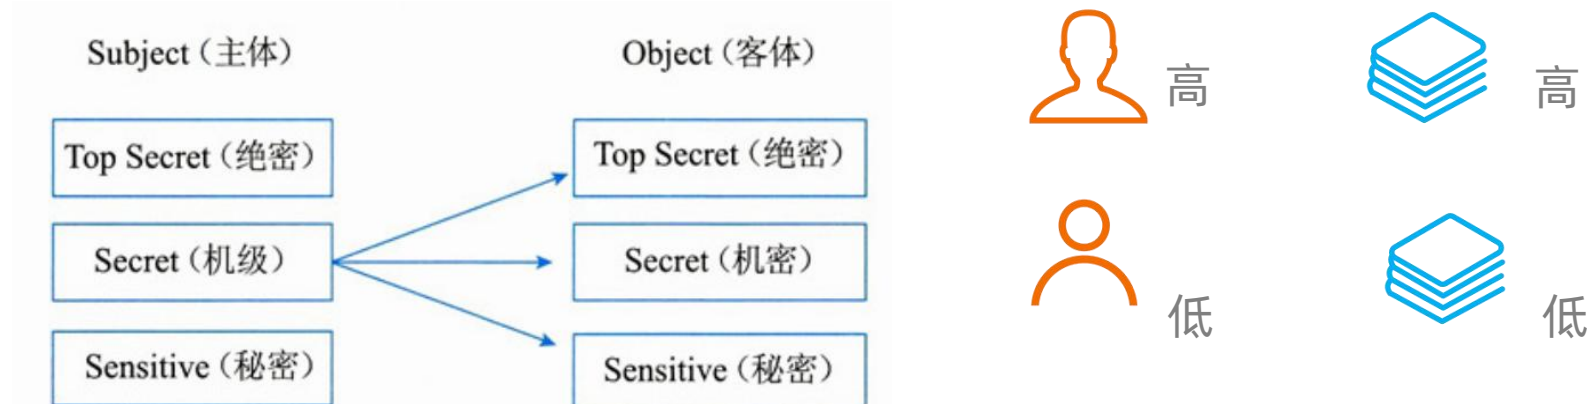 Subject（主体）
Object（客体）
高
高
Top Secret（绝密）
Top Secret（绝密）
Secret（机级）
Secret（机密）
低
低
Sensitive（秘密）
Sensitive（秘密）